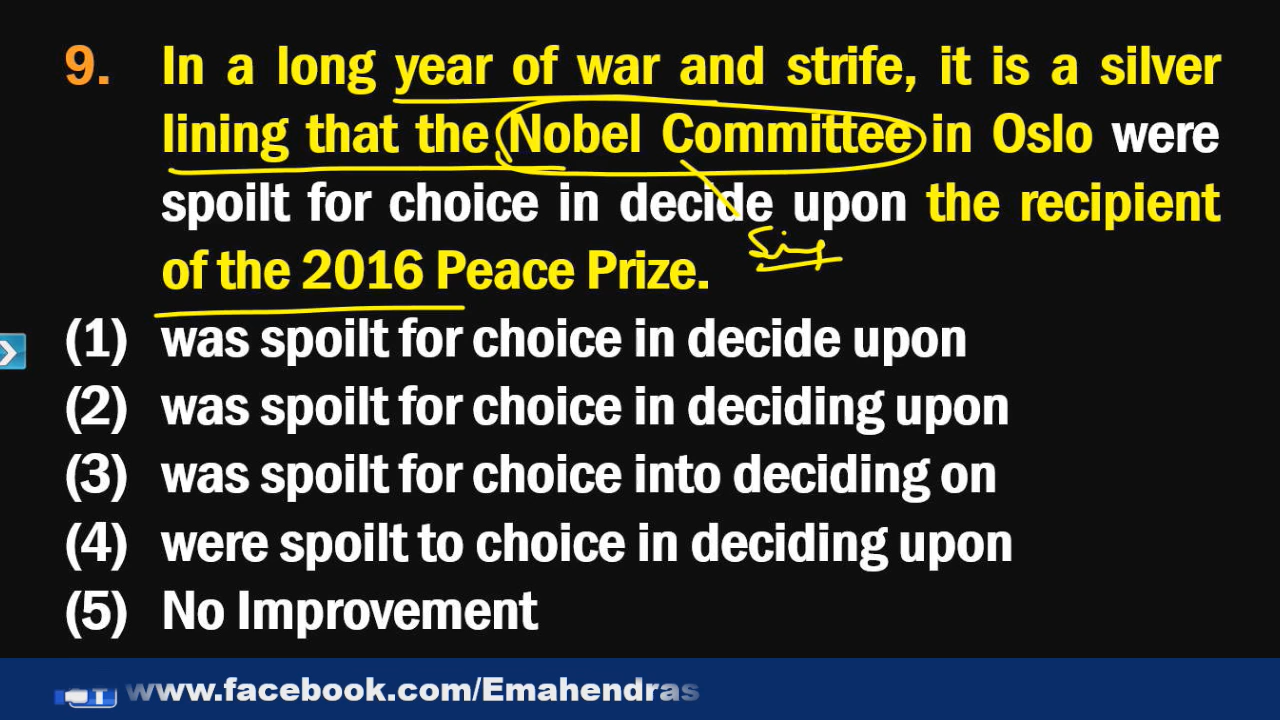 9. In a long year of war and strife, it is a silver
lining that the Nobel Committee in Oslo were
spoilt for choice in decide upon the recipient
Sing
of the 2016 Peace Prize.
(1) was spoilt for choice in decide upon
(2) was spoilt for choice in deciding upon
(3) was spoilt for choice into deciding on
(4) were spoilt to choice in deciding upon
(5) No Improvement
www.facebook.com/Emahendras